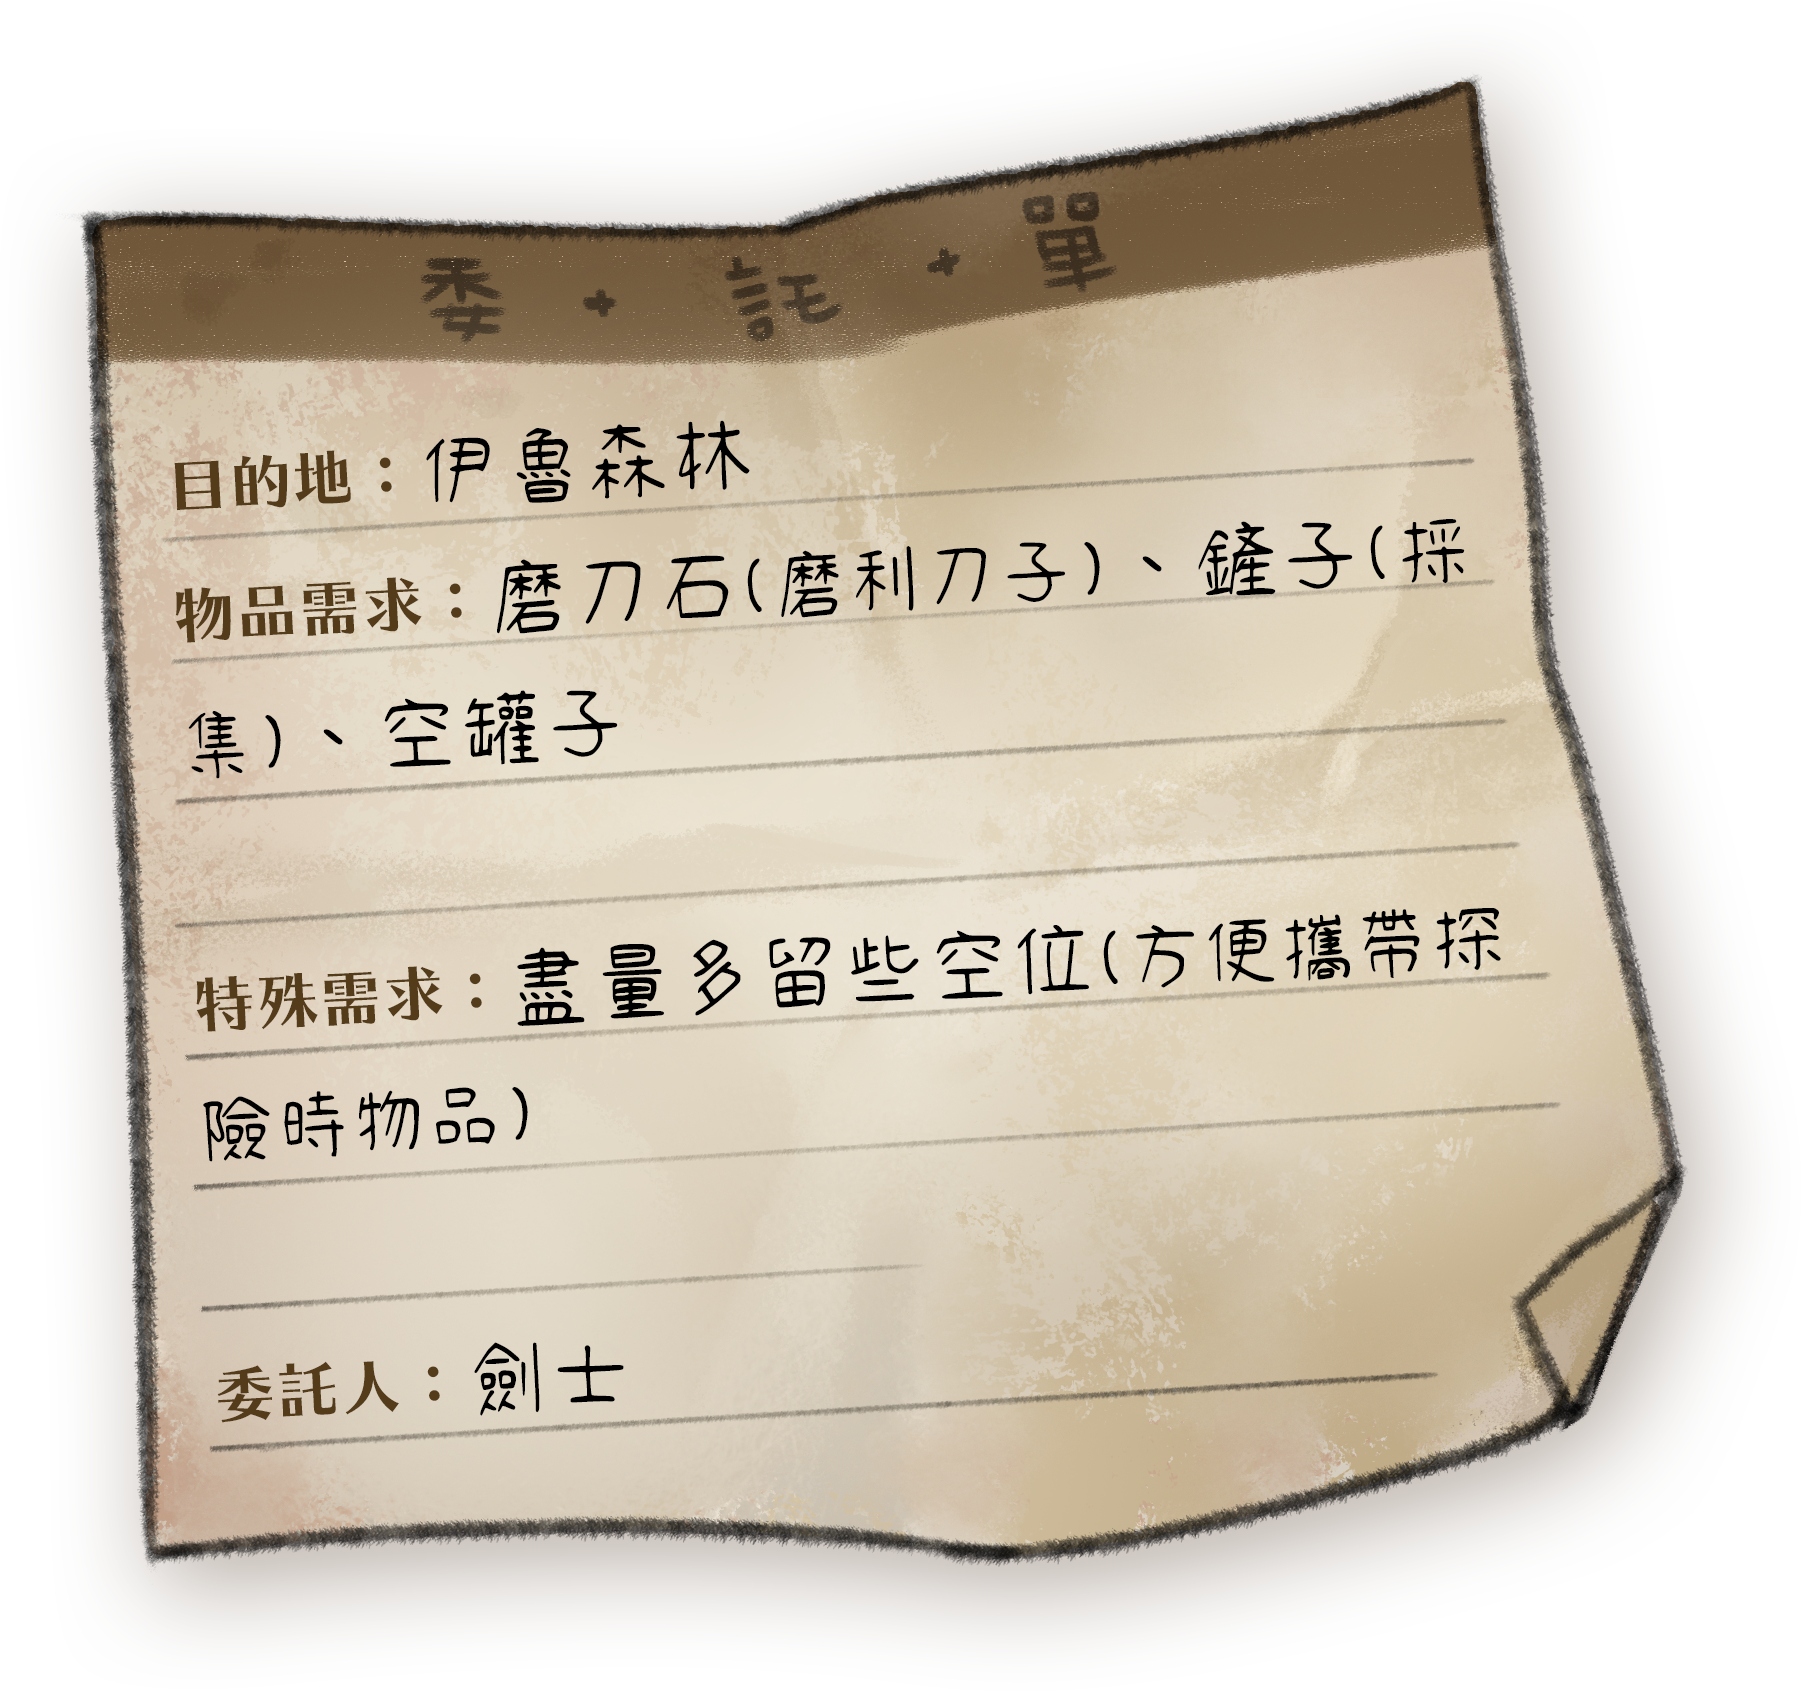 委·託·單
目的地：伊魯森林
物品需求：磨刀石(磨利刀子)、鏟子(採
集)、空罐子
特殊需求：盡量多留些空位(方便攜帶探
險時物品)
委託人：劍士